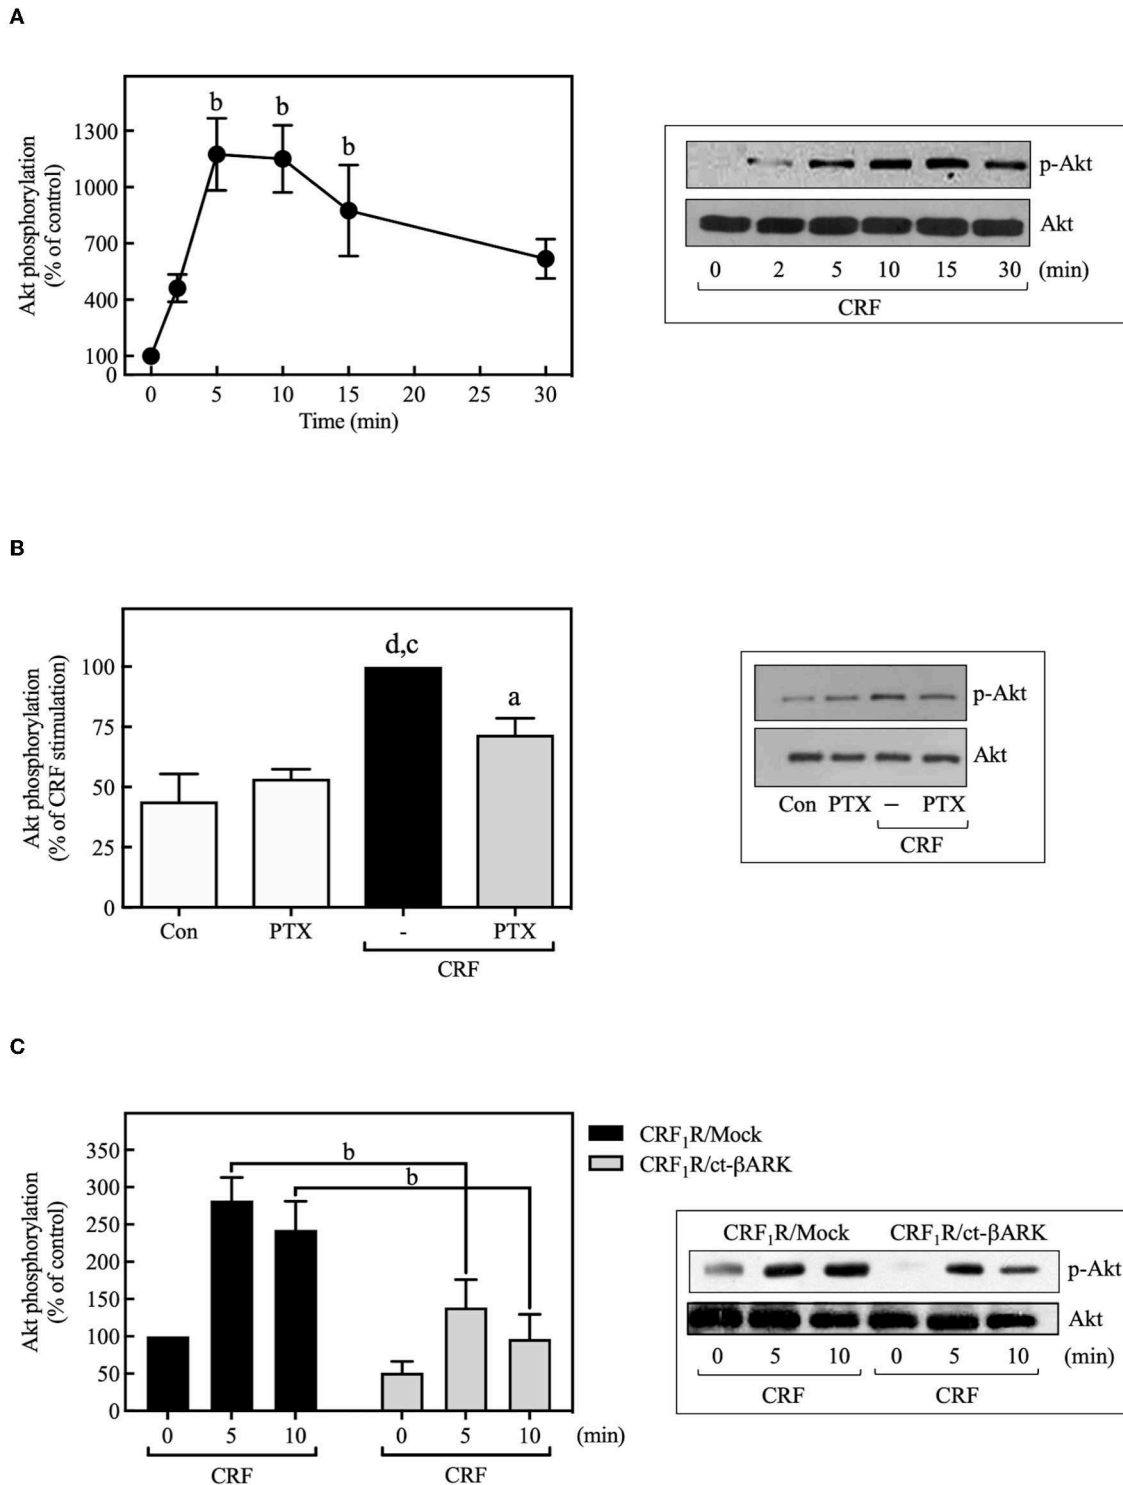 A
Akt phosphorylation
(% of control)
1300
1000
700
400
100
0
b
b
b
0 5 10 15 20 25 30
Time (min)
p-Akt
Akt
0 2 5 10 15 30 (min)
CRF
B
Akt phosphorylation
(% of CRF stimulation)
100
75
50
25
0
d,c
a
Con PTX - PTX
CRF
p-Akt
Akt
Con PTX – PTX
CRF
C
Akt phosphorylation
(% of control)
350
300
250
200
150
100
50
0
b
b
0 5 10 0 5 10 (min)
CRF CRF
CRF₁R/Mock
CRF₁R/ct-βARK
CRF₁R/Mock CRF₁R/ct-βARK
p-Akt
Akt
0 5 10 0 5 10 (min)
CRF CRF